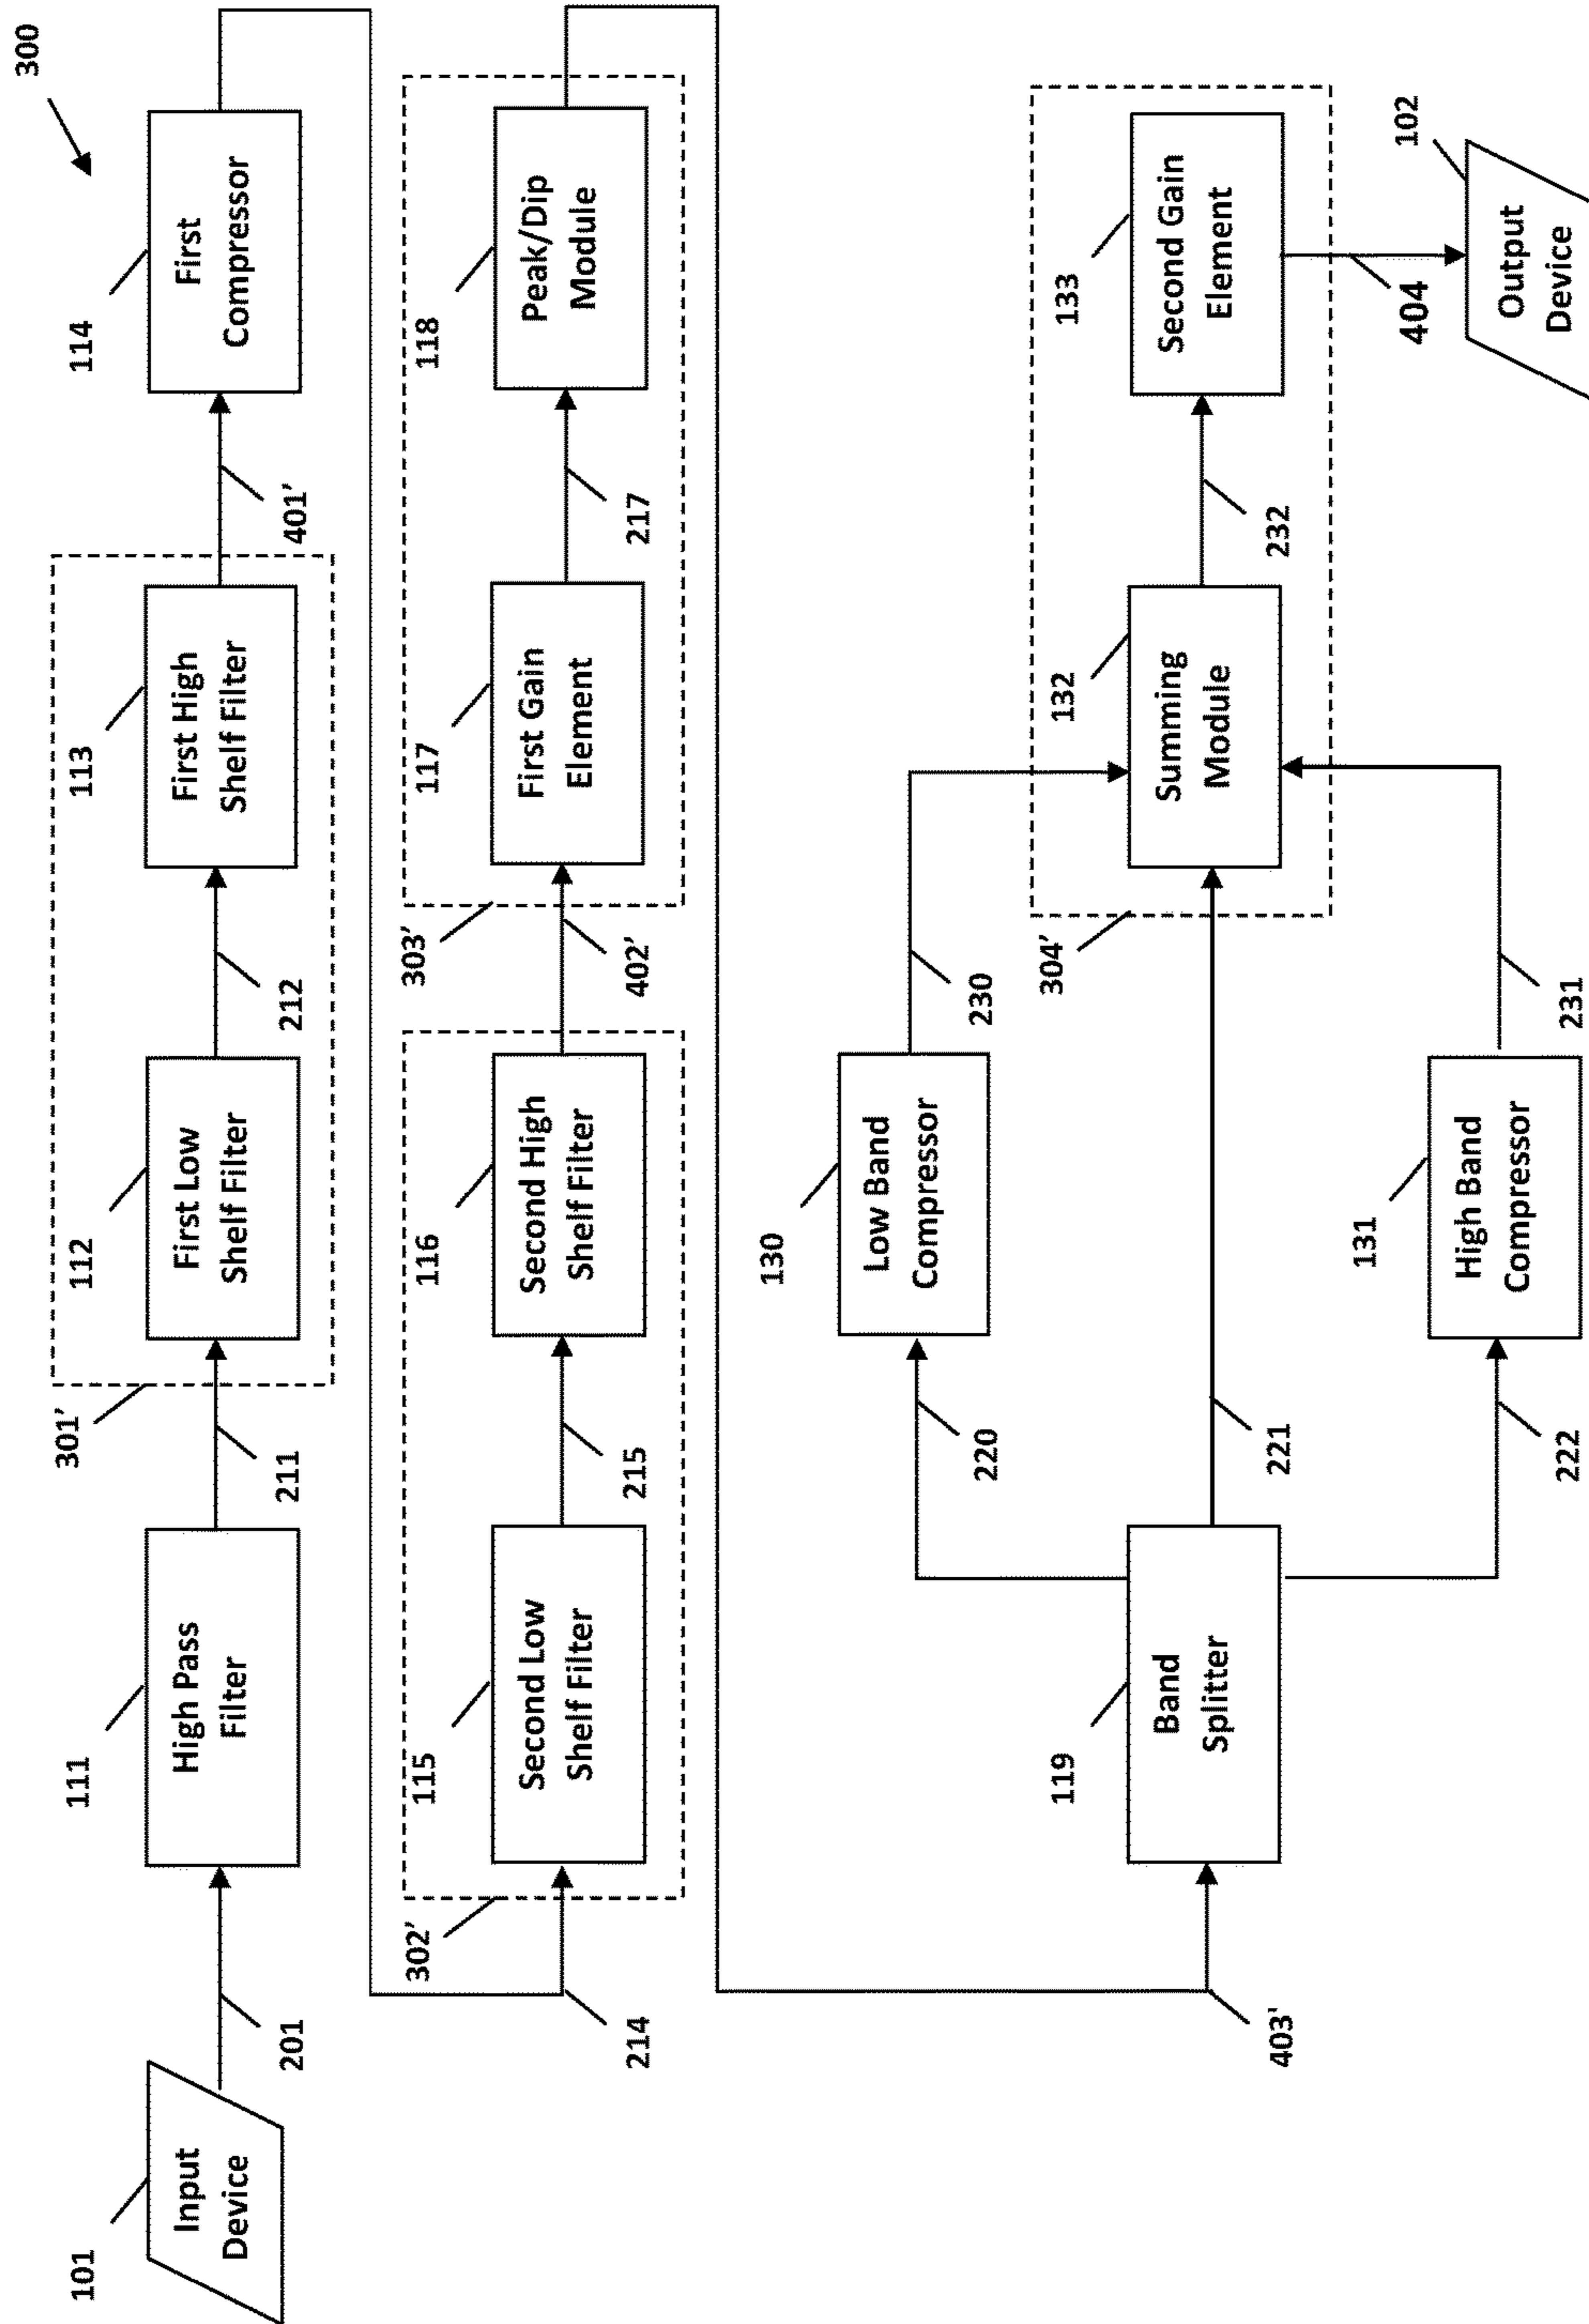 300
101
Input
Device
201
111
High Pass
Filter
211
301’
112
First Low
Shelf Filter
212
113
First High
Shelf Filter
401’
114
First
Compressor
214
302’
115
Second Low
Shelf Filter
215
116
Second High
Shelf Filter
402’
303’
117
First Gain
Element
217
118
Peak/Dip
Module
403'
119
Band
Splitter
220
221
222
130
Low Band
Compressor
230
131
High Band
Compressor
231
304’
132
Summing
Module
232
133
Second Gain
Element
404
102
Output
Device